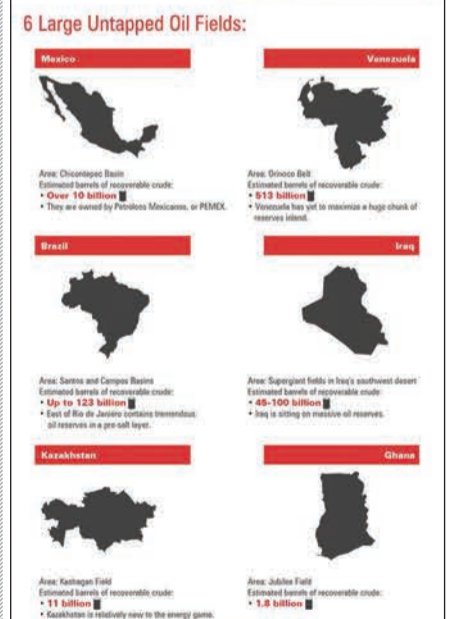 6 Large Untapped Oil Fields:
Mexico
Area: Chicontepec Basin
Estimated barrels of recoverable crude:
• Over 10 billion
• They are owned by Petróleos Mexicanos, or PEMEX.
Venezuela
Area: Orinoco Belt
Estimated barrels of recoverable crude:
• 513 billion
• Venezuela has yet to maximize a huge chunk of
reserves inland.
Brazil
Area: Santos and Campos Basins
Estimated barrels of recoverable crude:
• Up to 123 billion
• East of Rio de Janeiro contains tremendous
oil reserves in a pre-salt layer.
Iraq
Area: Supergiant fields in Iraq's southwest desert
Estimated barrels of recoverable crude:
• 45-100 billion
• Iraq is sitting on massive oil reserves.
Kazakhstan
Area: Kashagan Field
Estimated barrels of recoverable crude:
• 11 billion
• Kazakhstan is relatively new to the energy game.
Ghana
Area: Jubilee Field
Estimated barrels of recoverable crude:
• 1.8 billion